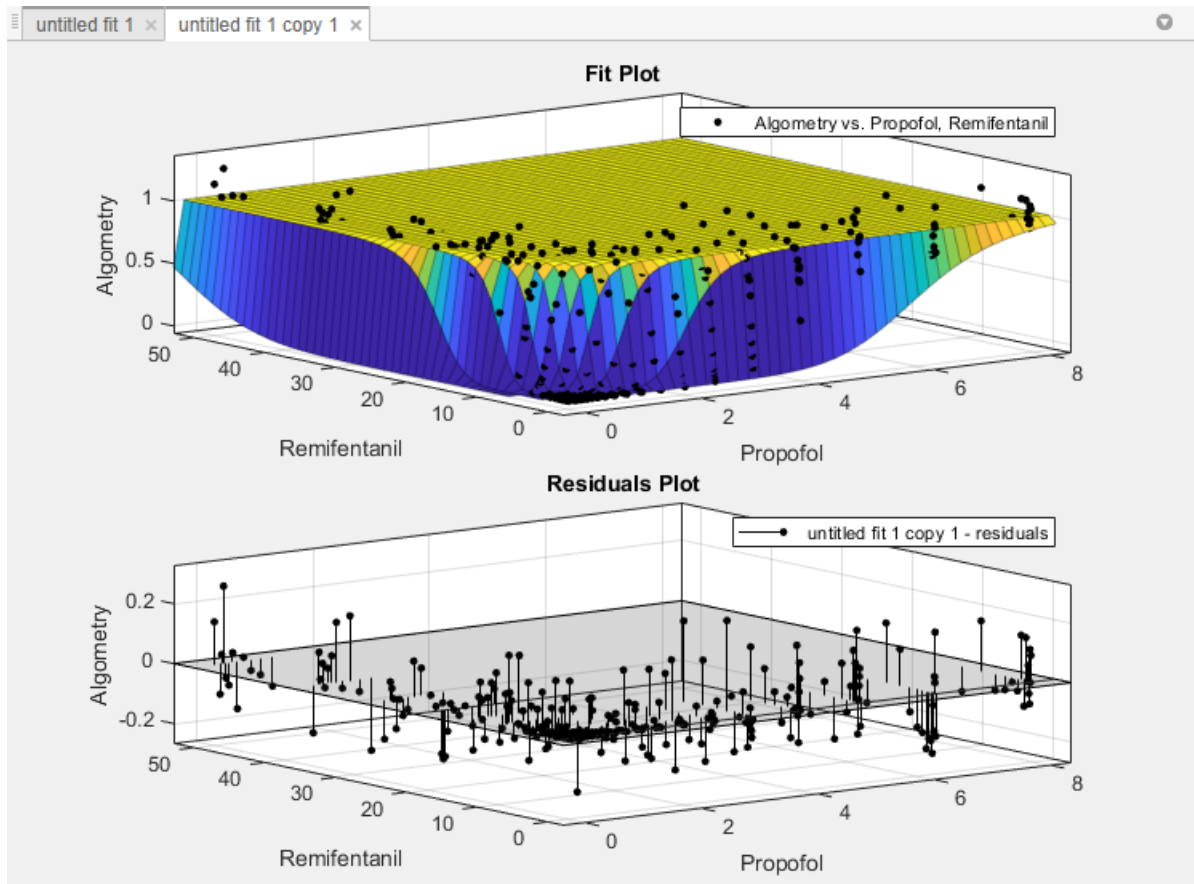 untitled fit 1 × untitled fit 1 copy 1 ×
Fit Plot
Algometry vs. Propofol, Remifentanil
Algometry
1
0.5
0
50
40
30
20
10
0
Remifentanil
0
2
4
6
8
Propofol
Residuals Plot
untitled fit 1 copy 1 - residuals
Algometry
0.2
0
-0.2
50
40
30
20
10
0
Remifentanil
0
2
4
6
8
Propofol